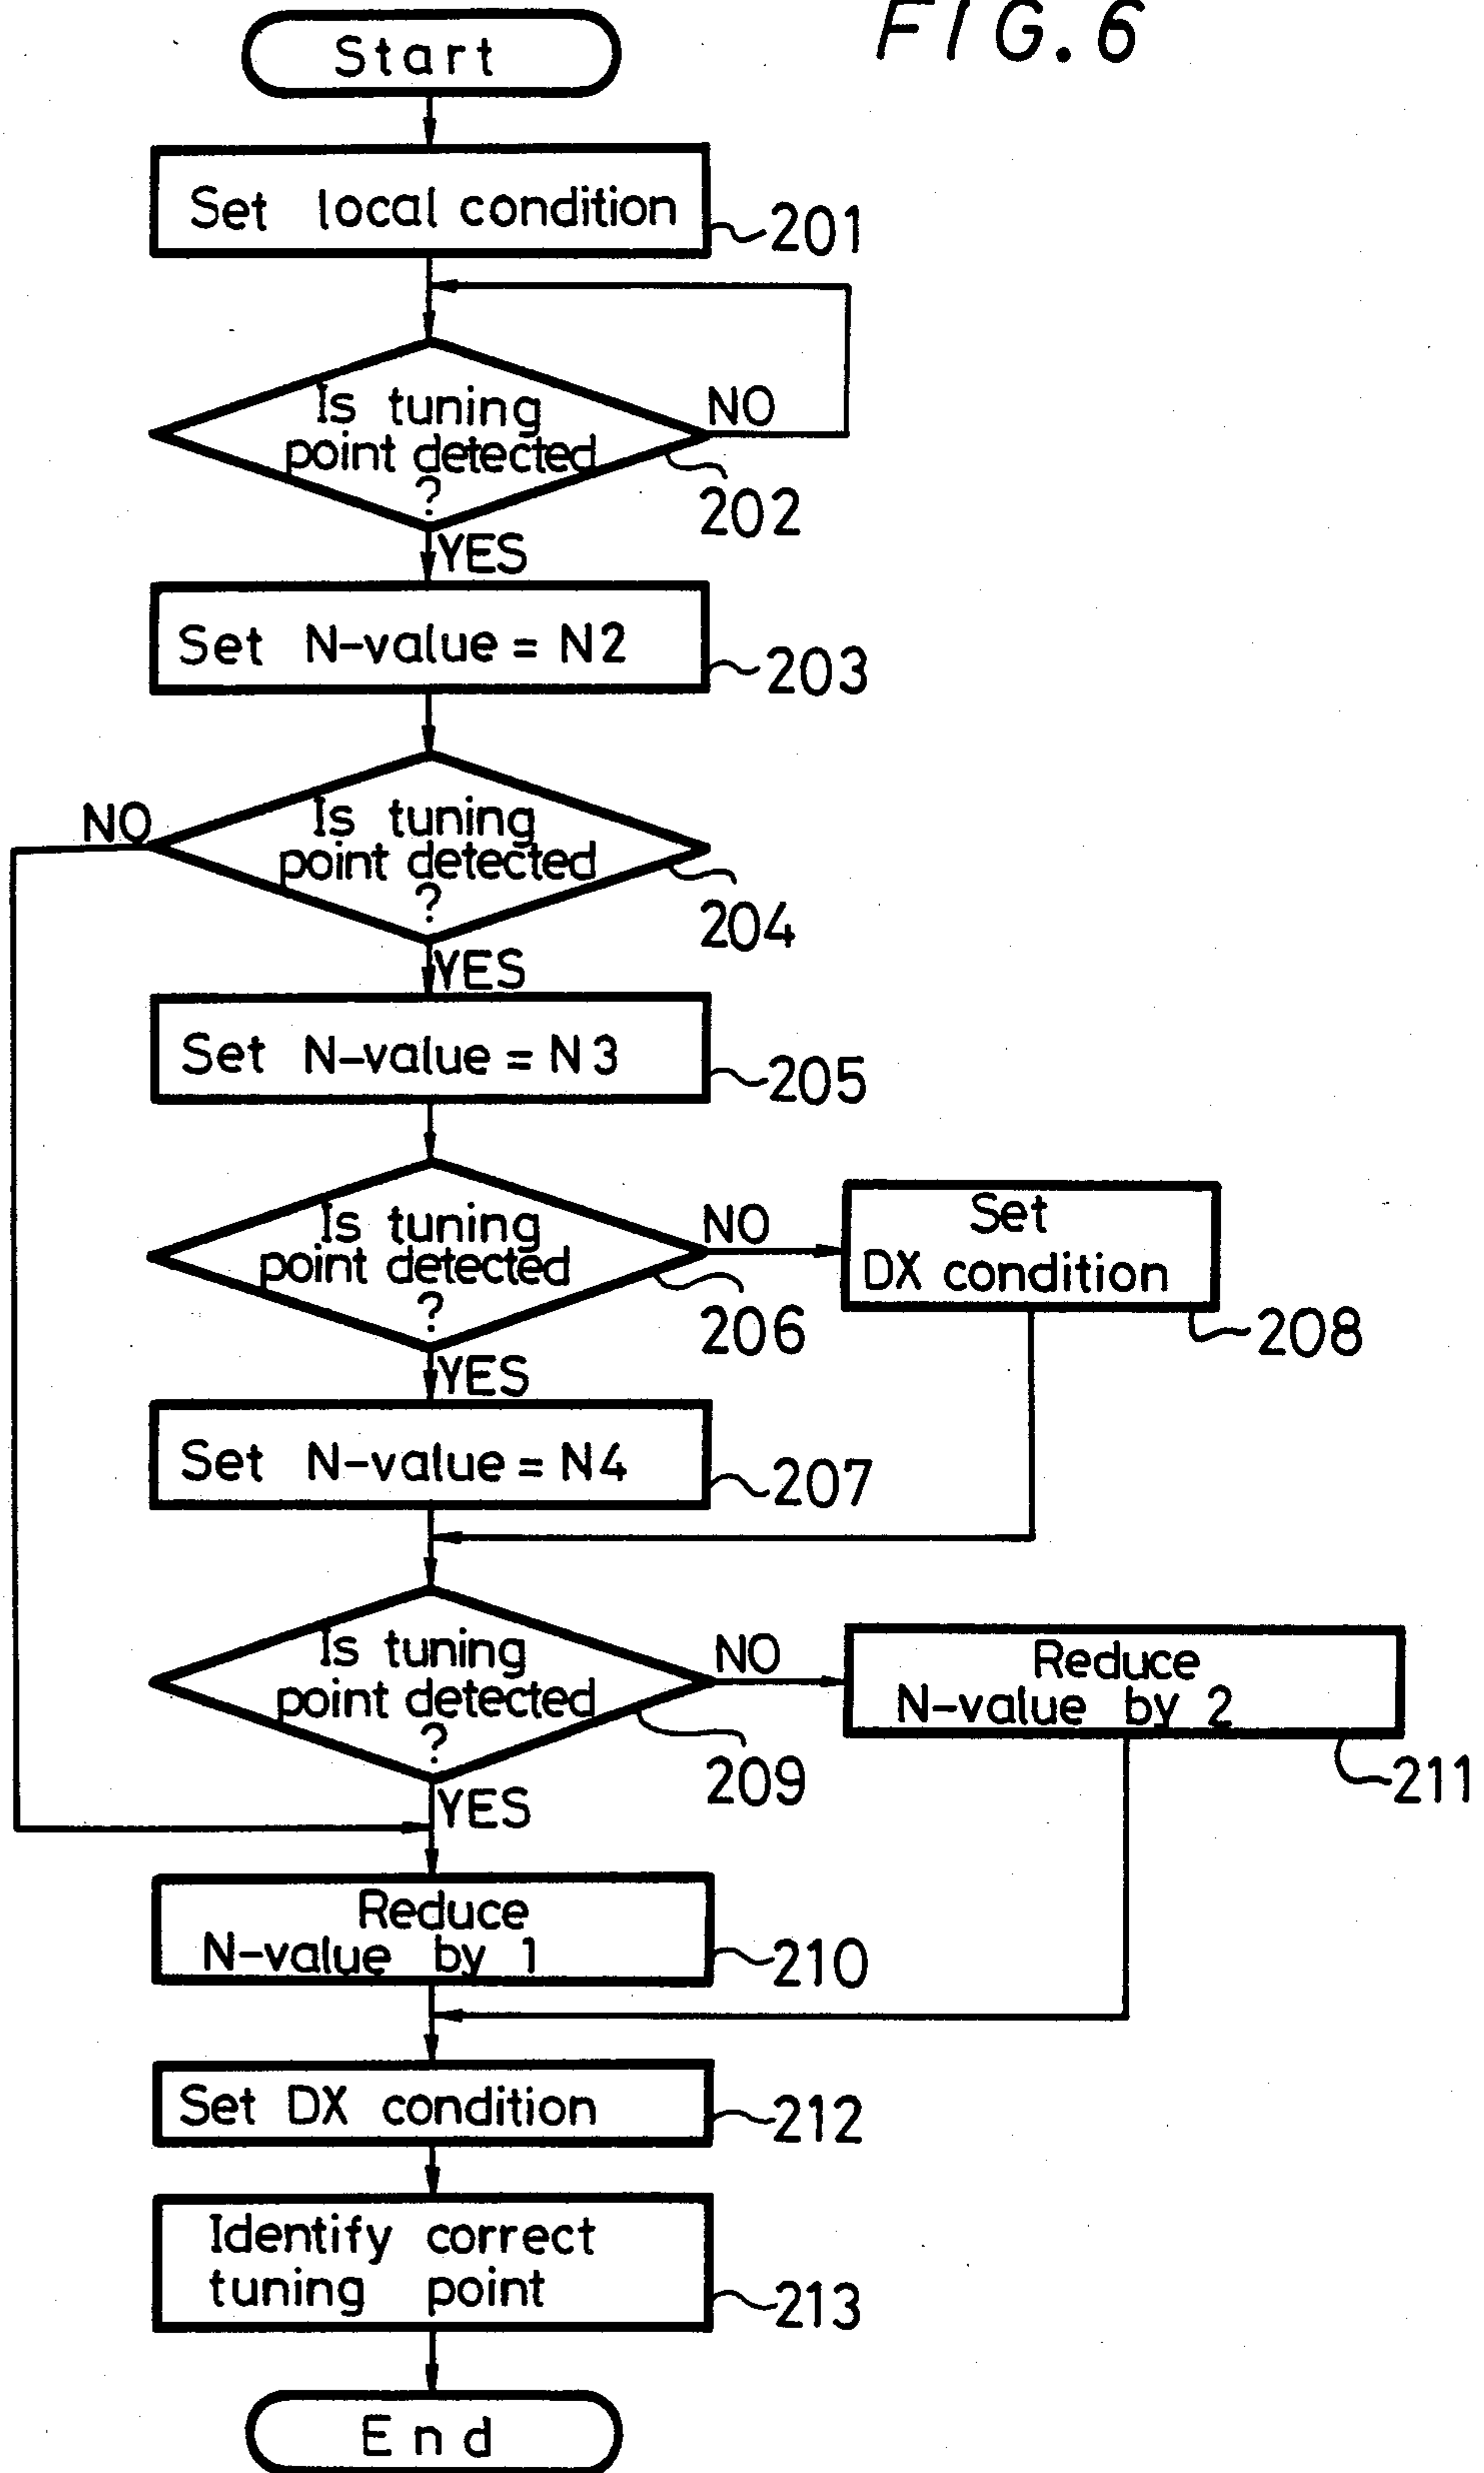 FIG. 6
Start
Set local condition
201
Is tuning
point detected
?
NO
202
YES
Set N-value = N2
203
NO
Is tuning
point detected
?
204
YES
Set N-value = N3
205
Is tuning
point detected
?
NO
206
Set
DX condition
208
YES
Set N-value = N4
207
Is tuning
point detected
?
NO
209
Reduce
N-value by 2
211
YES
Reduce
N-value by 1
210
Set DX condition
212
Identify correct
tuning point
213
End